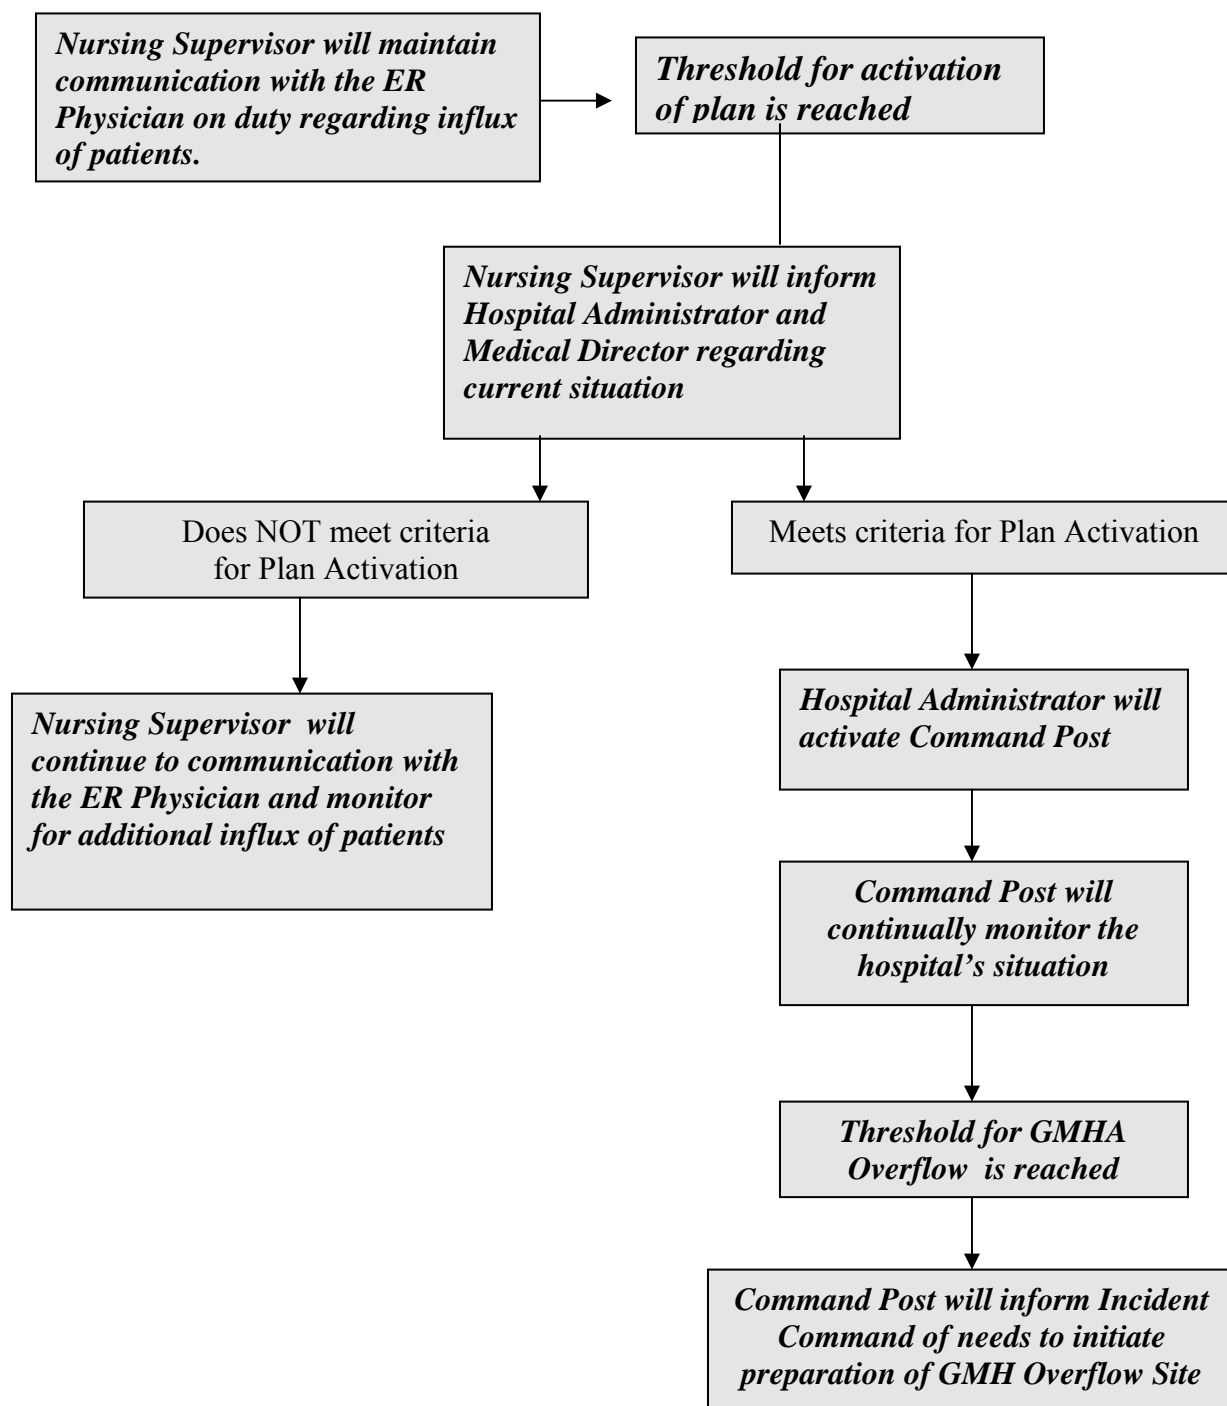 Nursing Supervisor will maintain
communication with the ER
Physician on duty regarding influx
of patients.
Threshold for activation
of plan is reached
Nursing Supervisor will inform
Hospital Administrator and
Medical Director regarding
current situation
Does NOT meet criteria
for Plan Activation
Meets criteria for Plan Activation
Nursing Supervisor  will
continue to communication with
the ER Physician and monitor
for additional influx of patients
Hospital Administrator will
activate Command Post
Command Post will
continually monitor the
hospital’s situation
Threshold for GMHA
Overflow  is reached
Command Post will inform Incident
Command of needs to initiate
preparation of GMH Overflow Site